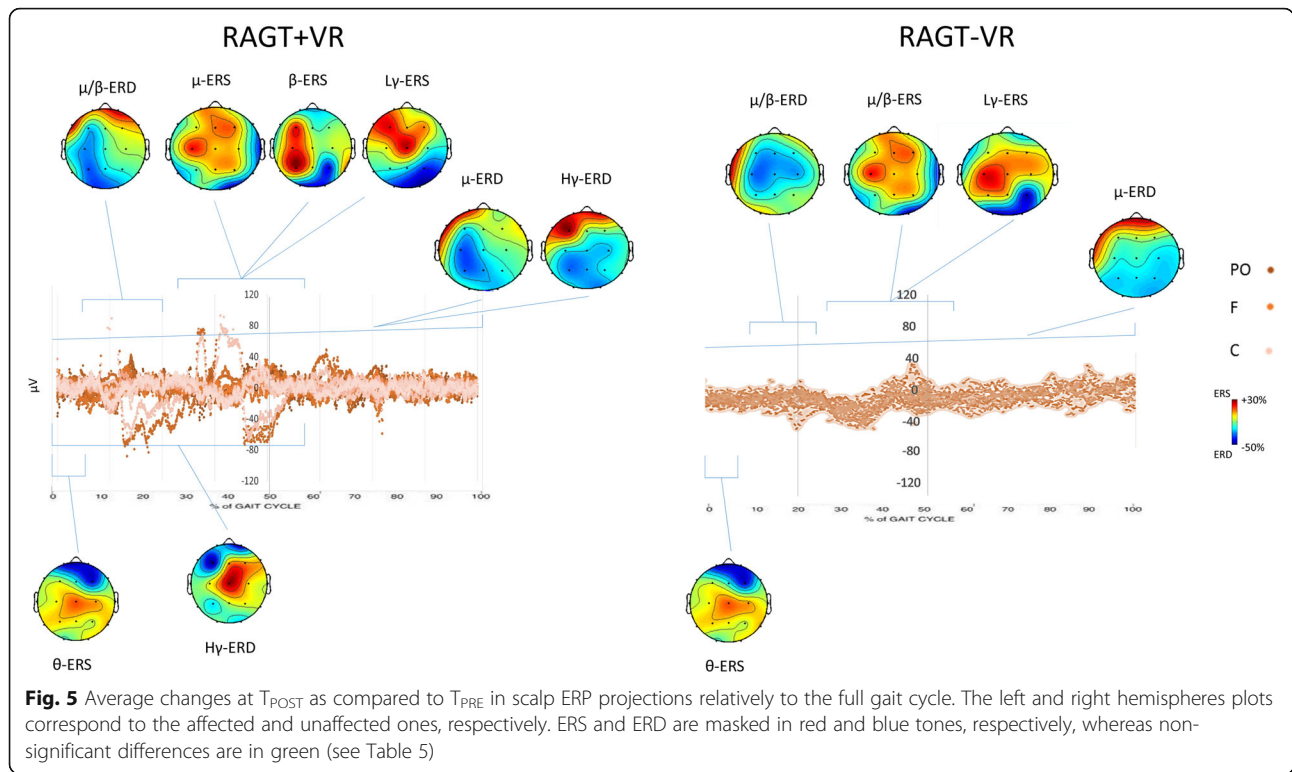 RAGT+VR
RAGT-VR
μ/β-ERD
μ-ERS
β-ERS
Lγ-ERS
μ-ERD
Hγ-ERD
μ/β-ERD
μ/β-ERS
Lγ-ERS
μ-ERD
PO
F
C
ERS
+30%
-50%
ERD
μV
120
80
40
0
-40
-80
-120
0 10 20 30 40 50 60 70 80 90 100
% of GAIT CYCLE
120
80
40
0
-40
-80
-120
0 10 20 30 40 50 60 70 80 90 100
% of GAIT CYCLE
θ-ERS
Hγ-ERD
θ-ERS
Fig. 5 Average changes at TPOST as compared to TPRE in scalp ERP projections relatively to the full gait cycle. The left and right hemispheres plots
correspond to the affected and unaffected ones, respectively. ERS and ERD are masked in red and blue tones, respectively, whereas non-
significant differences are in green (see Table 5)